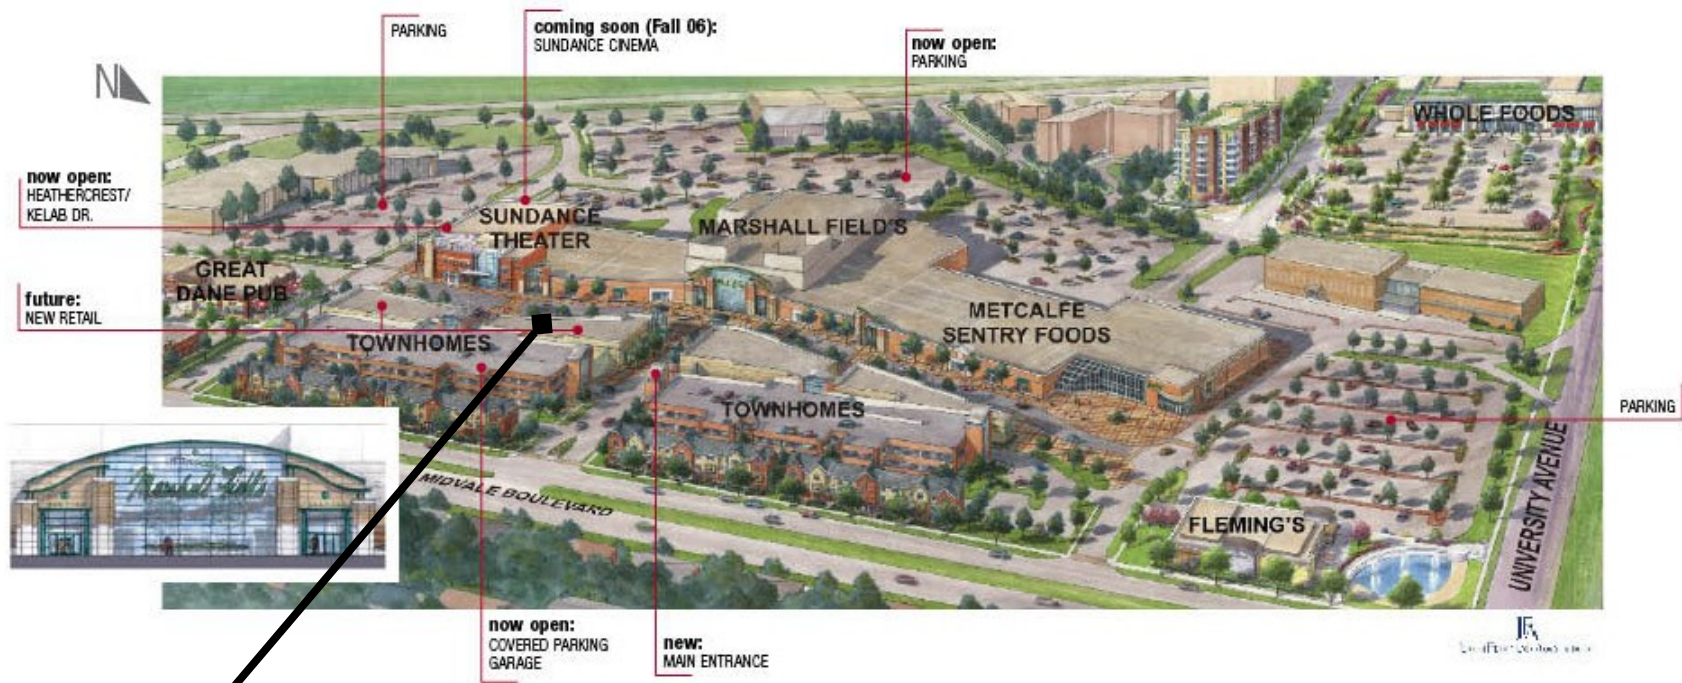 PARKING
coming soon (Fall 06):
SUNDANCE CINEMA
now open:
PARKING
N
WHOLE FOODS
now open:
HEATHERCREST/
KELAB DR.
SUNDANCE
THEATER
MARSHALL FIELD'S
GREAT
DANE PUB
future:
NEW RETAIL
METCALFE
SENTRY FOODS
TOWNHOMES
TOWNHOMES
PARKING
Marshall Field's
MIDVALE BOULEVARD
FLEMING'S
UNIVERSITY AVENUE
now open:
COVERED PARKING
GARAGE
new:
MAIN ENTRANCE